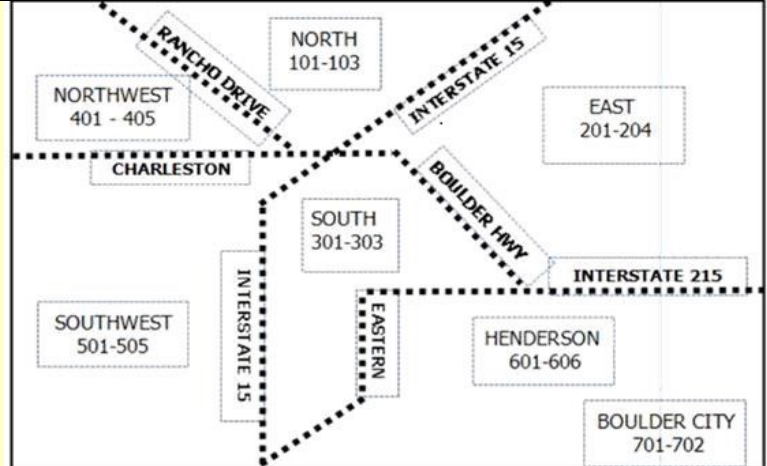 RANCHO DRIVE
NORTH
101-103
INTERSTATE 15
NORTHWEST
401 - 405
EAST
201-204
CHARLESTON
BOULDER HWY
SOUTH
301-303
INTERSTATE 215
INTERSTATE 15
EASTERN
SOUTHWEST
501-505
HENDERSON
601-606
BOULDER CITY
701-702